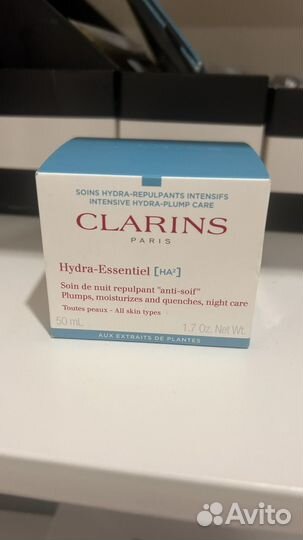 SOINS HYDRA-REPULPANTS INTENSIFS
INTENSIVE HYDRA-PLUMP CARE
CLARINS
PARIS
Hydra-Essentiel [HA²]
Soin de nuit repulpant "anti-soif"
Plumps, moisturizes and quenches, night care
Toutes peaux - All skin types
50 mL 1.7 Oz. Net Wt.
AUX EXTRAITS DE PLANTES
Avito